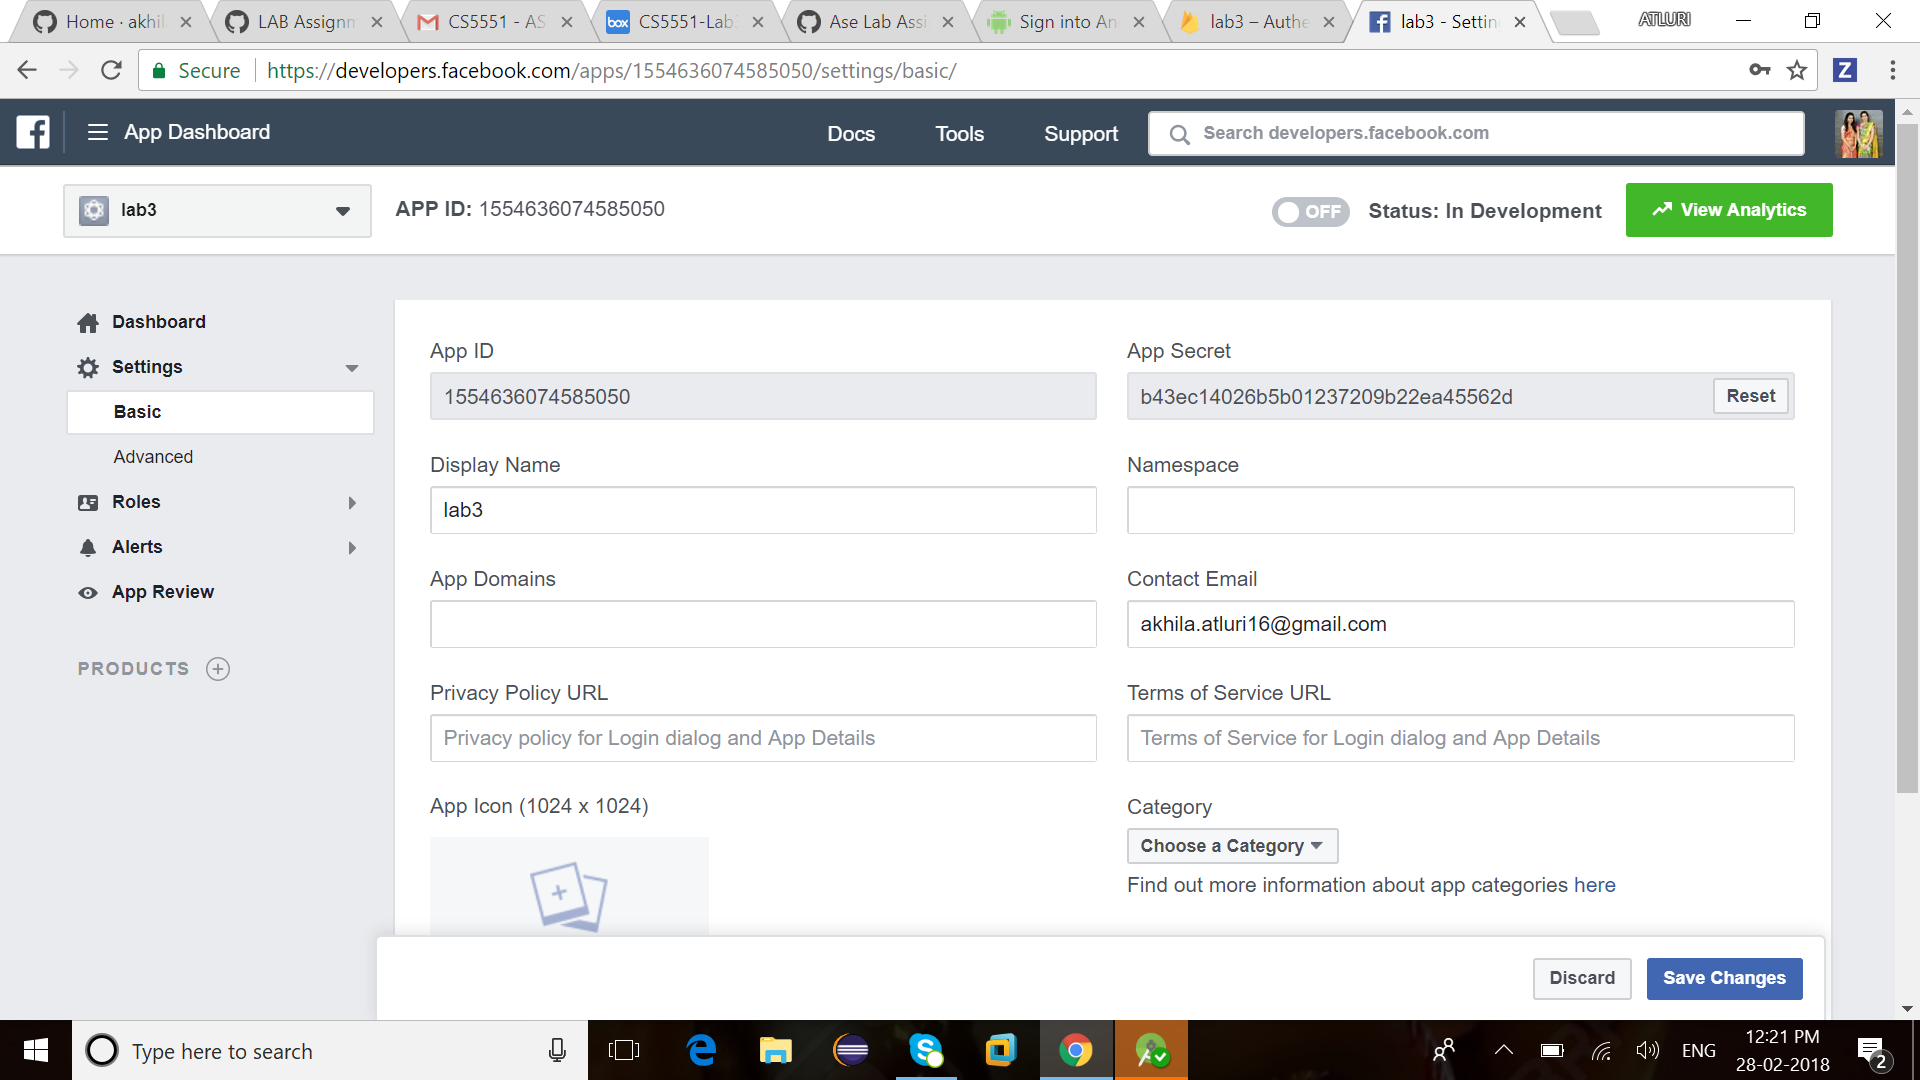 Home · akhil
LAB Assignm
CS5551 - AS
box
CS5551-Lab
Ase Lab Assi
Sign into An
lab3 – Authe
lab3 - Settin
ATLURI
Secure
https://developers.facebook.com/apps/1554636074585050/settings/basic/
Z
App Dashboard
Docs
Tools
Support
Search developers.facebook.com
lab3
APP ID: 1554636074585050
OFF
Status: In Development
View Analytics
Dashboard
Settings
Basic
Advanced
Roles
Alerts
App Review
PRODUCTS
App ID
1554636074585050
App Secret
b43ec14026b5b01237209b22ea45562d
Reset
Display Name
lab3
Namespace
App Domains
Contact Email
akhila.atluri16@gmail.com
Privacy Policy URL
Privacy policy for Login dialog and App Details
Terms of Service URL
Terms of Service for Login dialog and App Details
App Icon (1024 x 1024)
Category
Choose a Category
Find out more information about app categories here
Discard
Save Changes
Type here to search
ENG
12:21 PM
28-02-2018
2